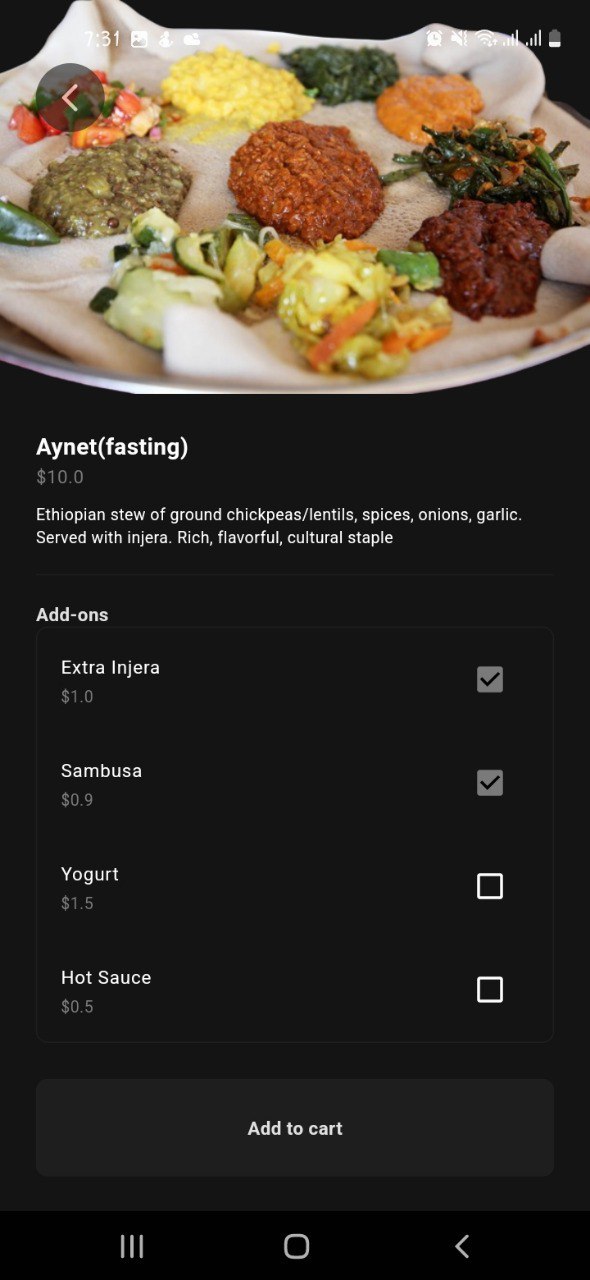 7:31
Aynet(fasting)
$10.0
Ethiopian stew of ground chickpeas/lentils, spices, onions, garlic.
Served with injera. Rich, flavorful, cultural staple
Add-ons
Extra Injera
$1.0
Sambusa
$0.9
Yogurt
$1.5
Hot Sauce
$0.5
Add to cart